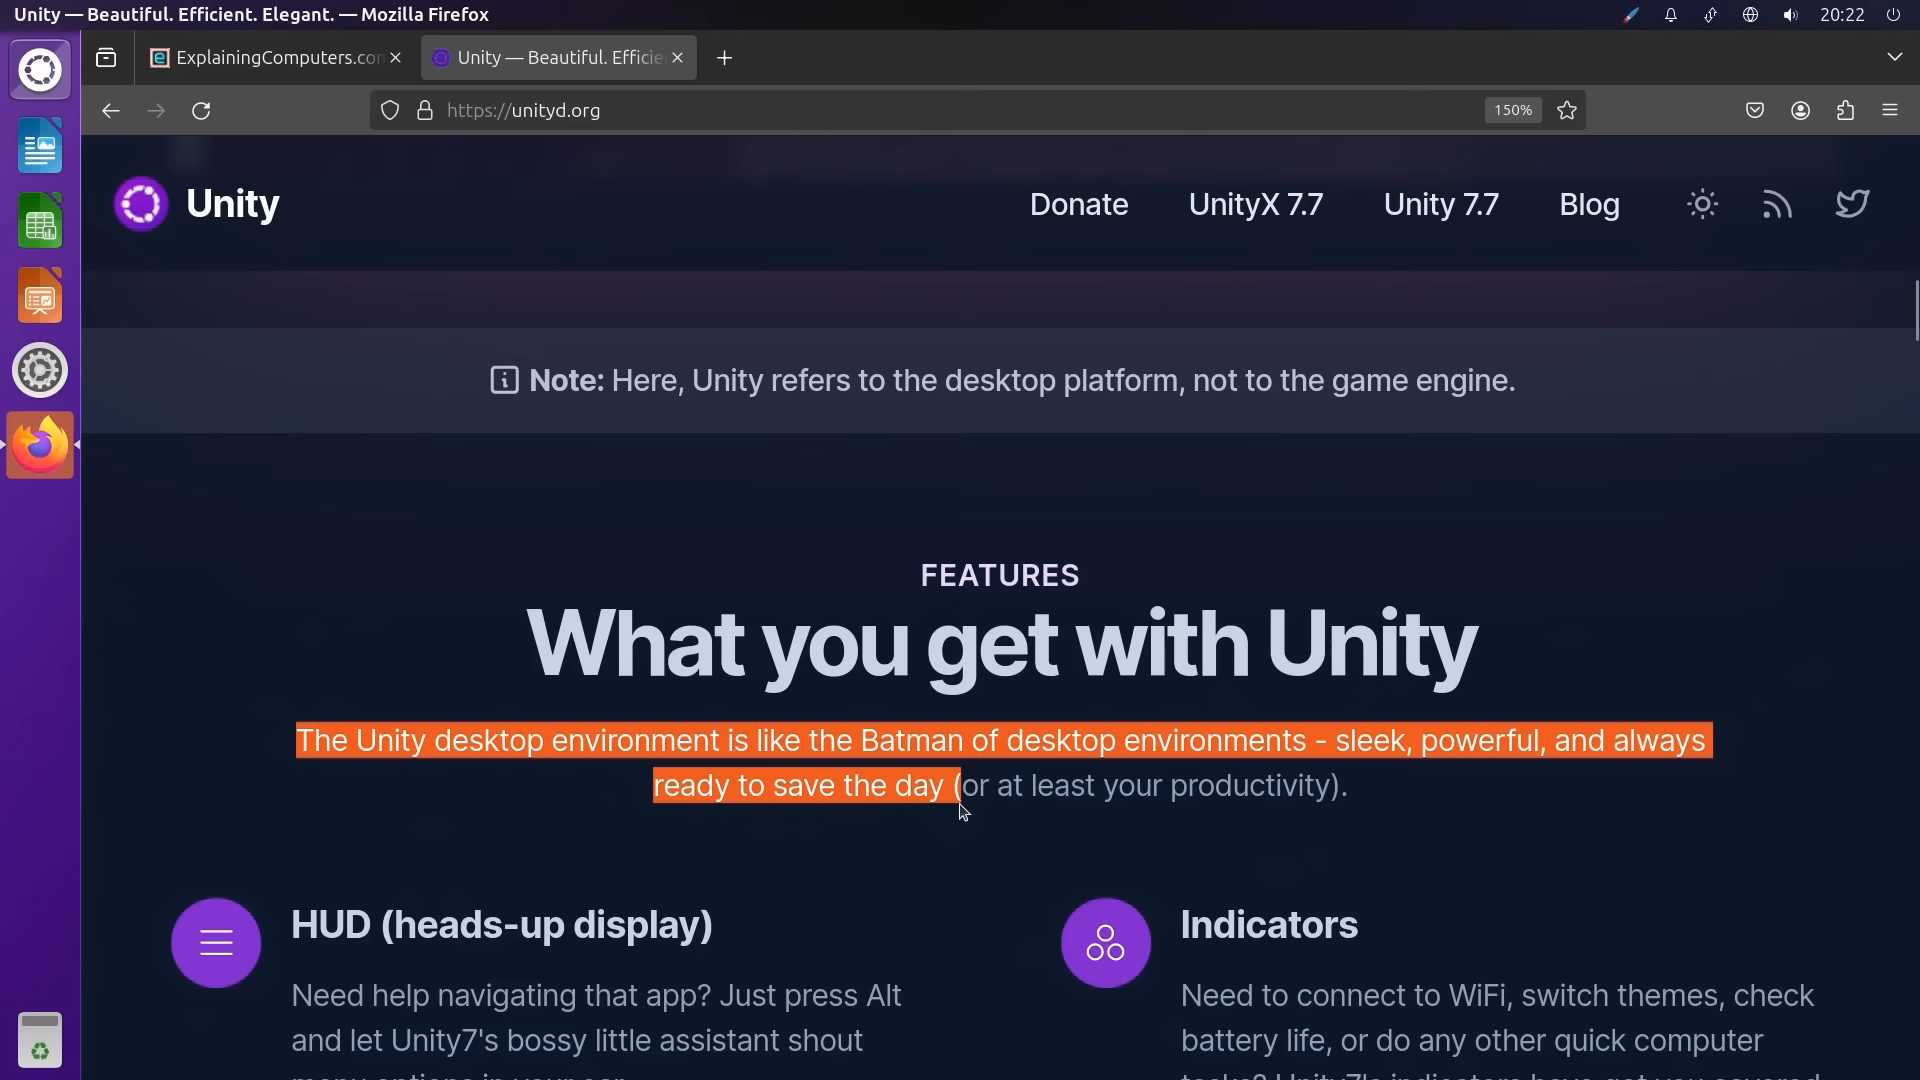 Unity — Beautiful. Efficient. Elegant. — Mozilla Firefox
20:22
ExplainingComputers.com
Unity — Beautiful. Efficie
https://unityd.org
150%
Unity
Donate
UnityX 7.7
Unity 7.7
Blog
Note: Here, Unity refers to the desktop platform, not to the game engine.
FEATURES
What you get with Unity
The Unity desktop environment is like the Batman of desktop environments - sleek, powerful, and always
ready to save the day (or at least your productivity).
HUD (heads-up display)
Need help navigating that app? Just press Alt
and let Unity7's bossy little assistant shout
Indicators
Need to connect to WiFi, switch themes, check
battery life, or do any other quick computer